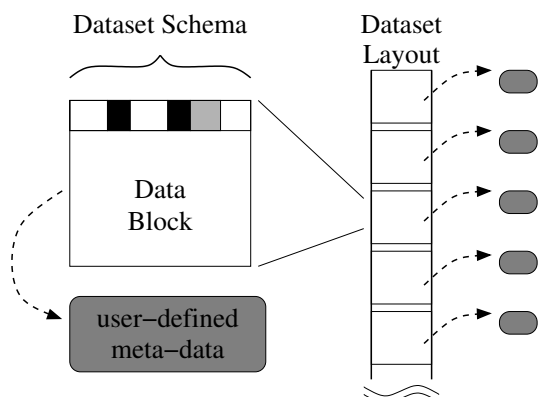 Dataset Schema
Dataset
Layout
Data
Block
user−defined
meta−data